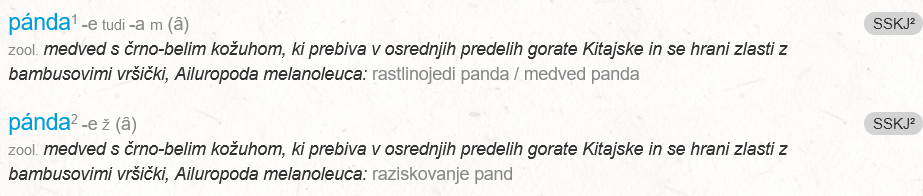 pánda¹ -e tudi -a m (ȃ) SSKJ²
zool. medved s črno-belim kožuhom, ki prebiva v osrednjih predelih gorate Kitajske in se hrani zlasti z
bambusovimi vršički, Ailuropoda melanoleuca: rastlinojedi panda / medved panda
pánda² -e ž (ȃ) SSKJ²
zool. medved s črno-belim kožuhom, ki prebiva v osrednjih predelih gorate Kitajske in se hrani zlasti z
bambusovimi vršički, Ailuropoda melanoleuca: raziskovanje pand